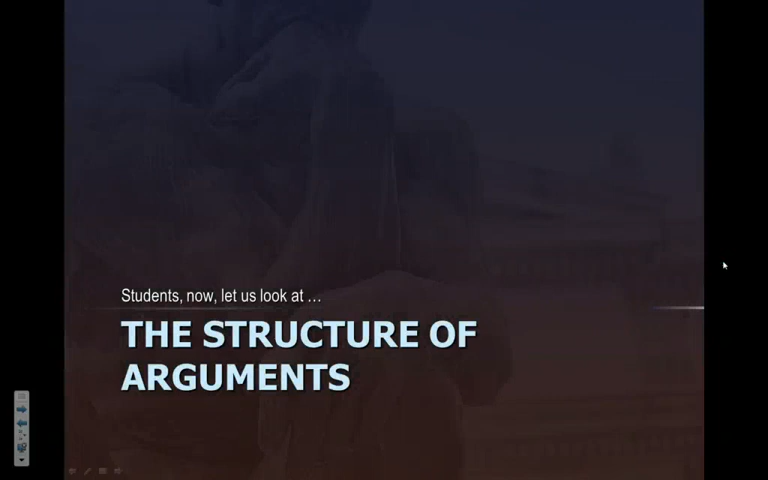 Students, now, let us look at …
THE STRUCTURE OF
ARGUMENTS